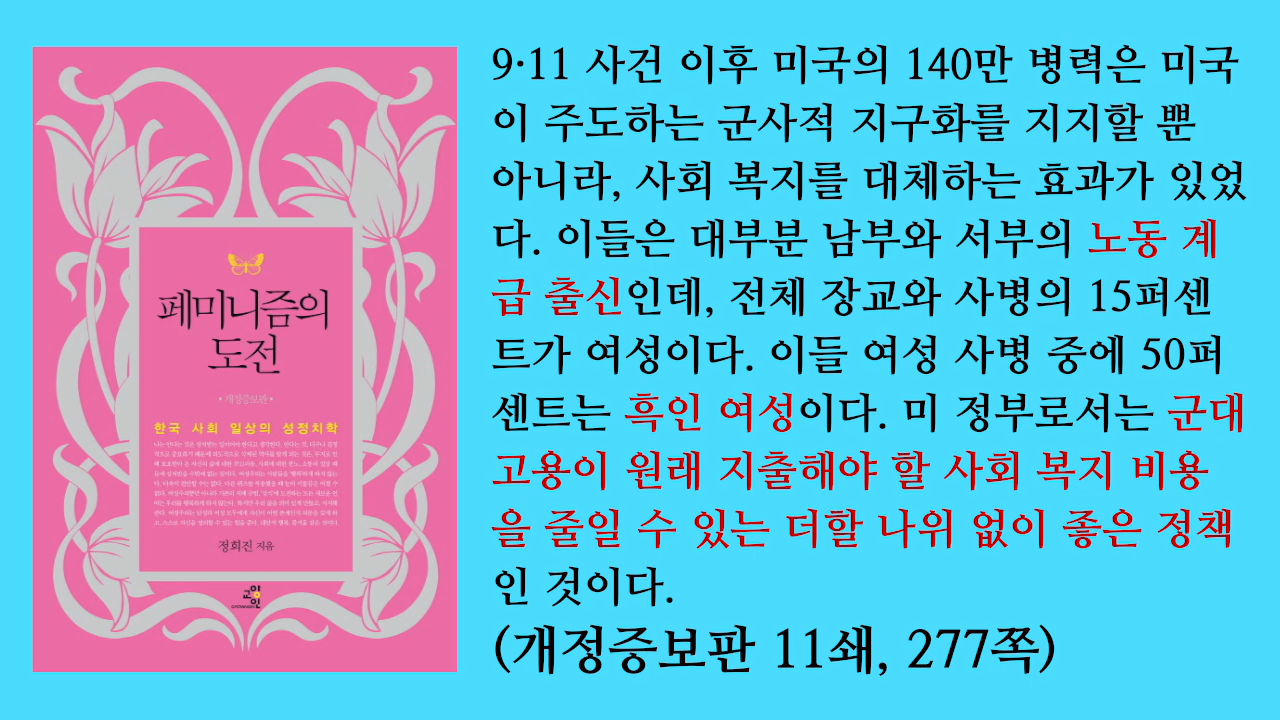 페미니즘의
도전
• 개정증보판 •
한국 사회 일상의 성정치학
정희진 지음
교양인
9·11 사건 이후 미국의 140만 병력은 미국
이 주도하는 군사적 지구화를 지지할 뿐
아니라, 사회 복지를 대체하는 효과가 있었
다. 이들은 대부분 남부와 서부의 노동 계
급 출신인데, 전체 장교와 사병의 15퍼센
트가 여성이다. 이들 여성 사병 중에 50퍼
센트는 흑인 여성이다. 미 정부로서는 군대
고용이 원래 지출해야 할 사회 복지 비용
을 줄일 수 있는 더할 나위 없이 좋은 정책
인 것이다.
(개정증보판 11쇄, 277쪽)